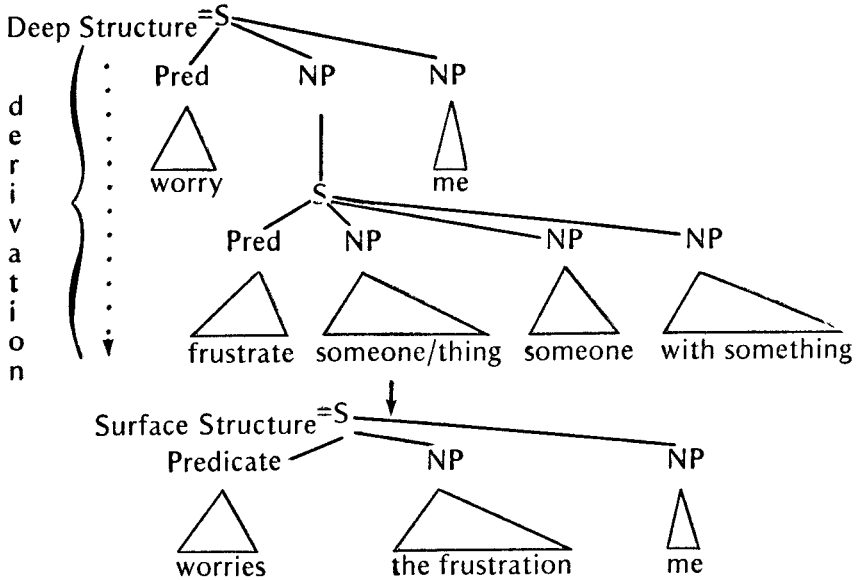 Deep Structure =S
Pred NP NP
worry me
derivation
S
Pred NP NP NP
frustrate someone/thing someone with something
Surface Structure =S
Predicate NP NP
worries the frustration me